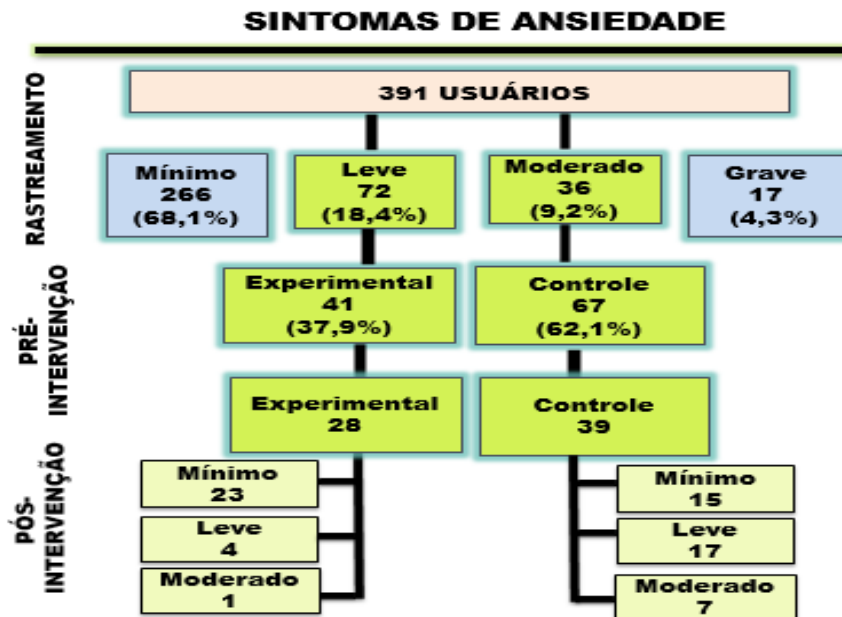 SINTOMAS DE ANSIEDADE
RASTREAMENTO
391 USUÁRIOS
Mínimo
266
(68,1%)
Leve
72
(18,4%)
Moderado
36
(9,2%)
Grave
17
(4,3%)
PRÉ-
INTERVENÇÃO
Experimental
41
(37,9%)
Controle
67
(62,1%)
Experimental
28
Controle
39
PÓS-
INTERVENÇÃO
Mínimo
23
Leve
4
Moderado
1
Mínimo
15
Leve
17
Moderado
7